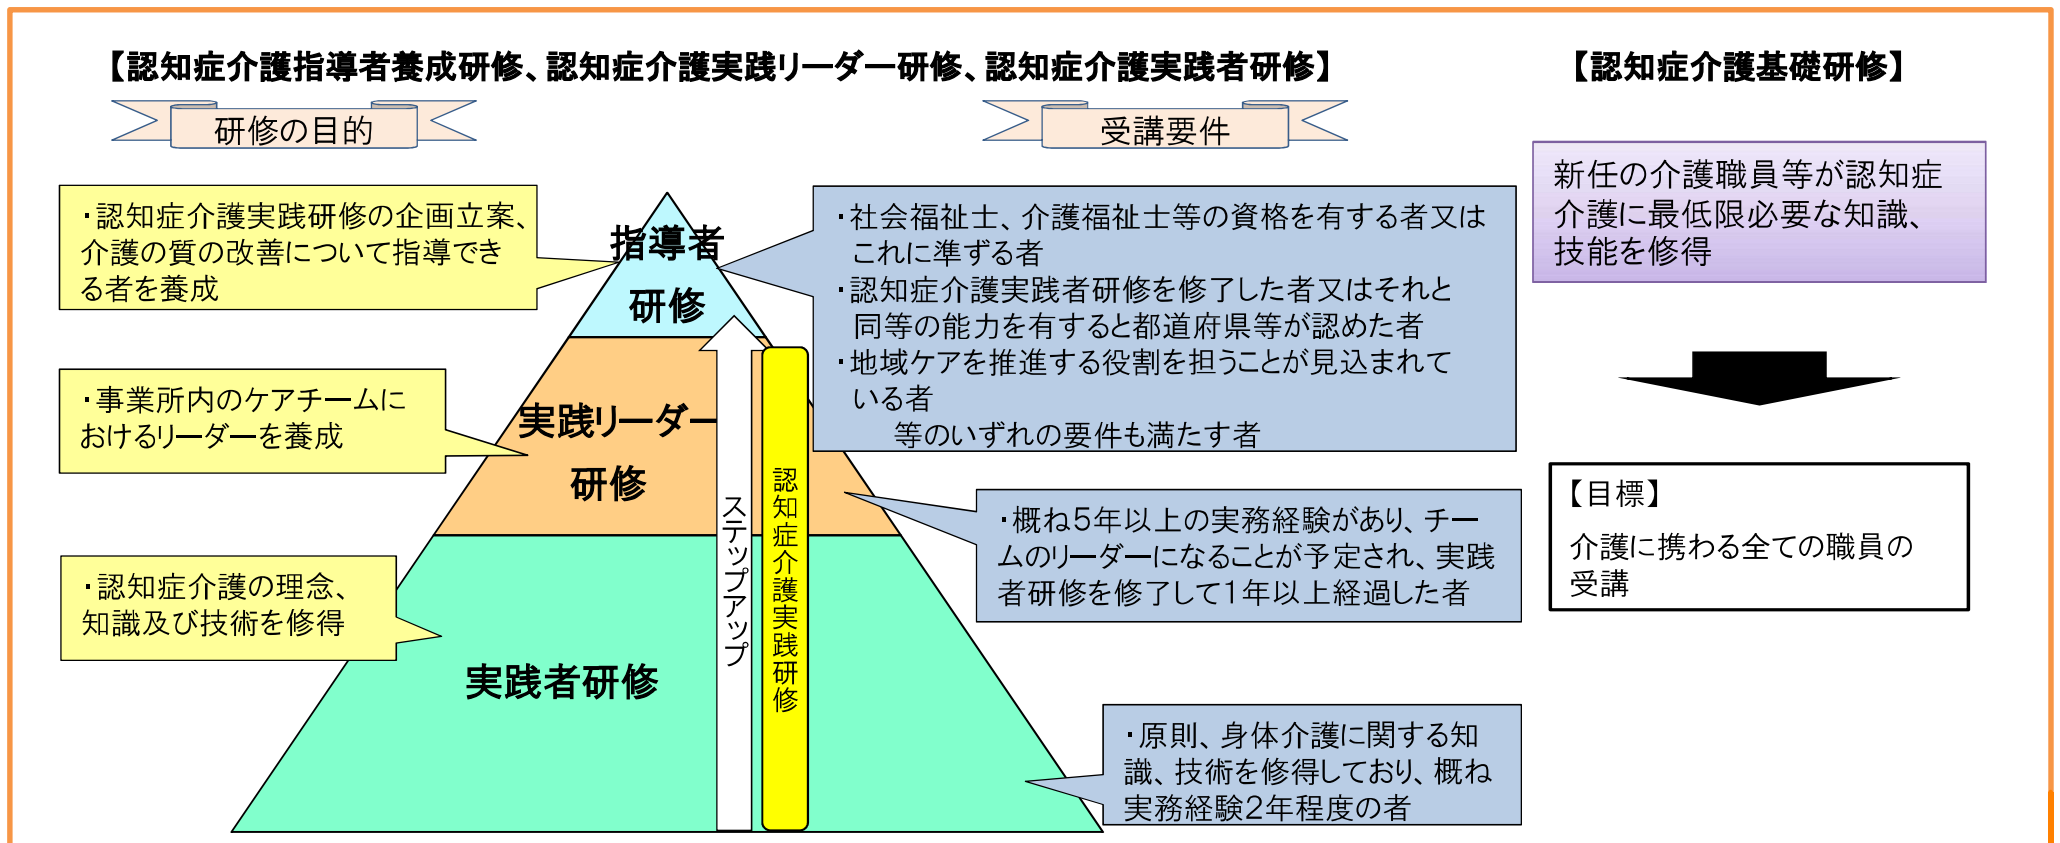 【認知症介護指導者養成研修、認知症介護実践リーダー研修、認知症介護実践者研修】
【認知症介護基礎研修】
研修の目的
受講要件
・認知症介護実践研修の企画立案、
介護の質の改善について指導でき
る者を養成
・事業所内のケアチームに
おけるリーダーを養成
・認知症介護の理念、
知識及び技術を修得
指導者
研修
実践リーダー
研修
実践者研修
ステップアップ
認知症介護実践研修
・社会福祉士、介護福祉士等の資格を有する者又は
これに準ずる者
・認知症介護実践者研修を修了した者又はそれと
同等の能力を有すると都道府県等が認めた者
・地域ケアを推進する役割を担うことが見込まれて
いる者
等のいずれの要件も満たす者
・概ね5年以上の実務経験があり、チー
ムのリーダーになることが予定され、実践
者研修を修了して1年以上経過した者
・原則、身体介護に関する知
識、技術を修得しており、概ね
実務経験2年程度の者
新任の介護職員等が認知症
介護に最低限必要な知識、
技能を修得
【目標】
介護に携わる全ての職員の
受講